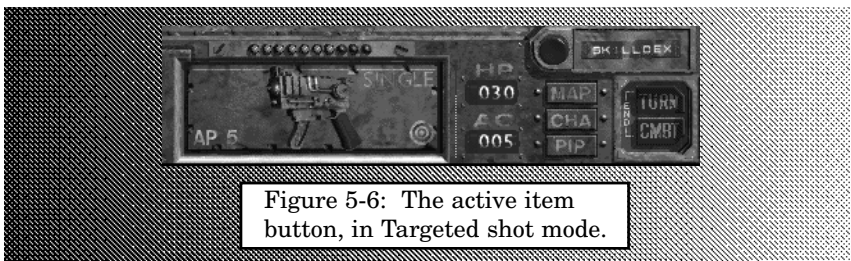 SKILLDEX
SINGLE
HP
030
MAP
TURN
AC
CHA
END
AP 5
005
PIP
CMBT
Figure 5-6: The active item
button, in Targeted shot mode.